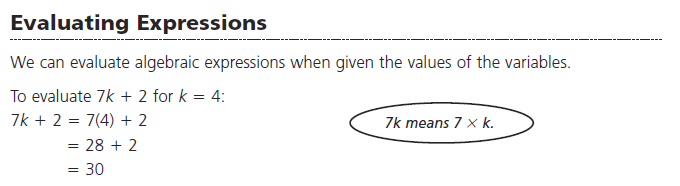 Evaluating Expressions
We can evaluate algebraic expressions when given the values of the variables.
To evaluate 7k + 2 for k = 4:
7k + 2 = 7(4) + 2
7k means 7 × k.
= 28 + 2
= 30